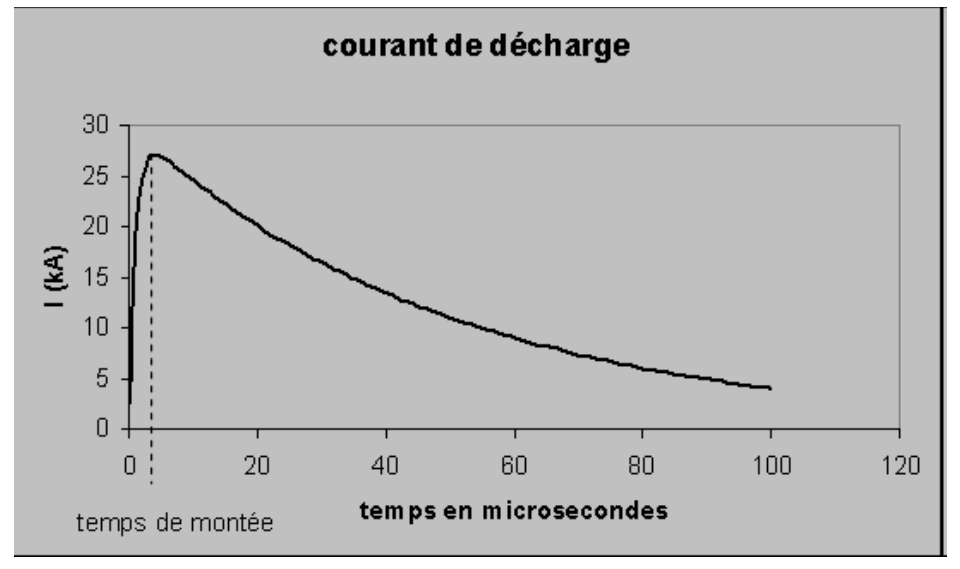 courant de décharge
30
25
20
15
10
5
0
I (kA)
0 20 40 60 80 100 120
temps en microsecondes
temps de montée